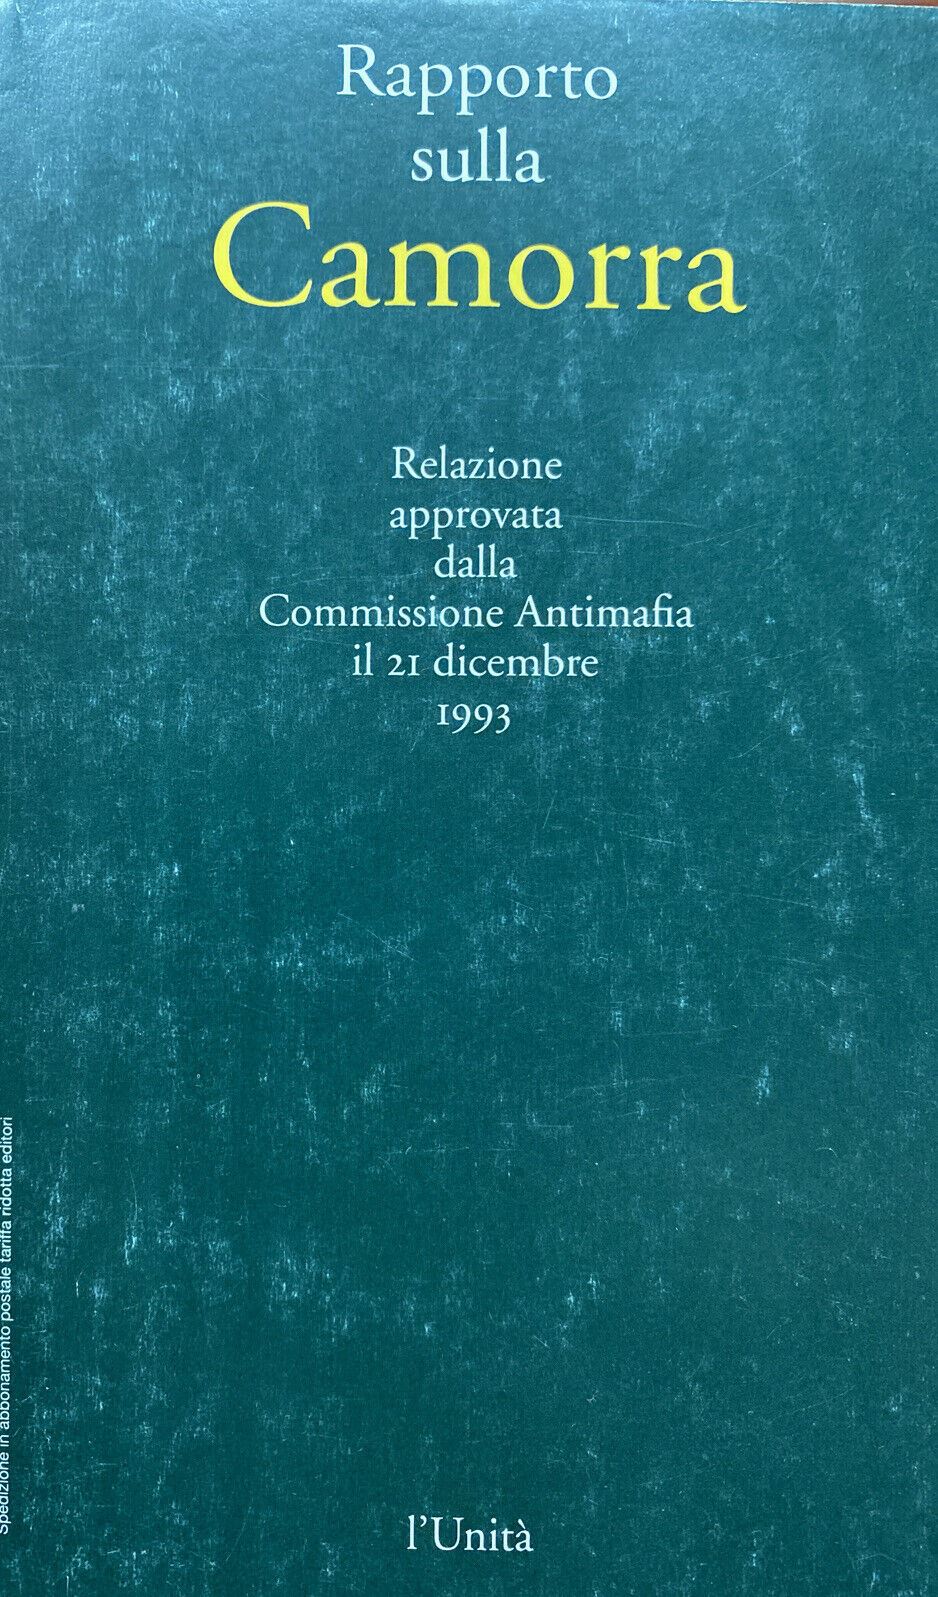 Rapporto
sulla
Camorra
Relazione
approvata
dalla
Commissione Antimafia
il 21 dicembre
1993
Spedizione in abbonamento postale tariffa ridotta editori
l'Unità